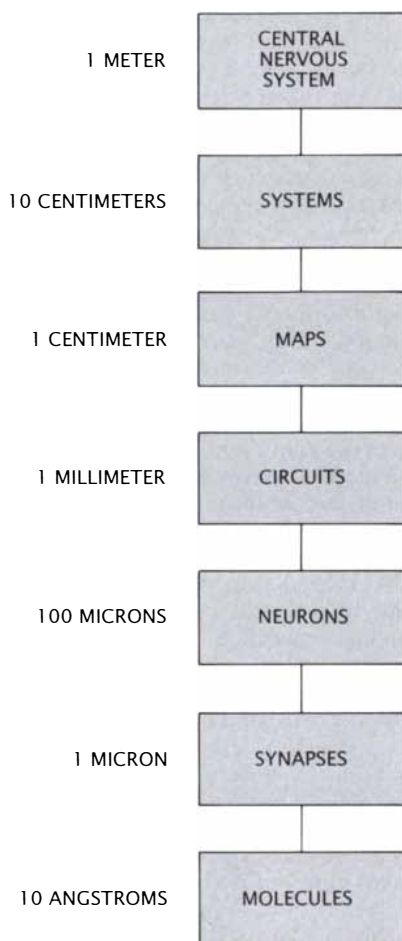 1 METER
CENTRAL
NERVOUS
SYSTEM
10 CENTIMETERS
SYSTEMS
1 CENTIMETER
MAPS
1 MILLIMETER
CIRCUITS
100 MICRONS
NEURONS
1 MICRON
SYNAPSES
10 ANGSTROMS
MOLECULES